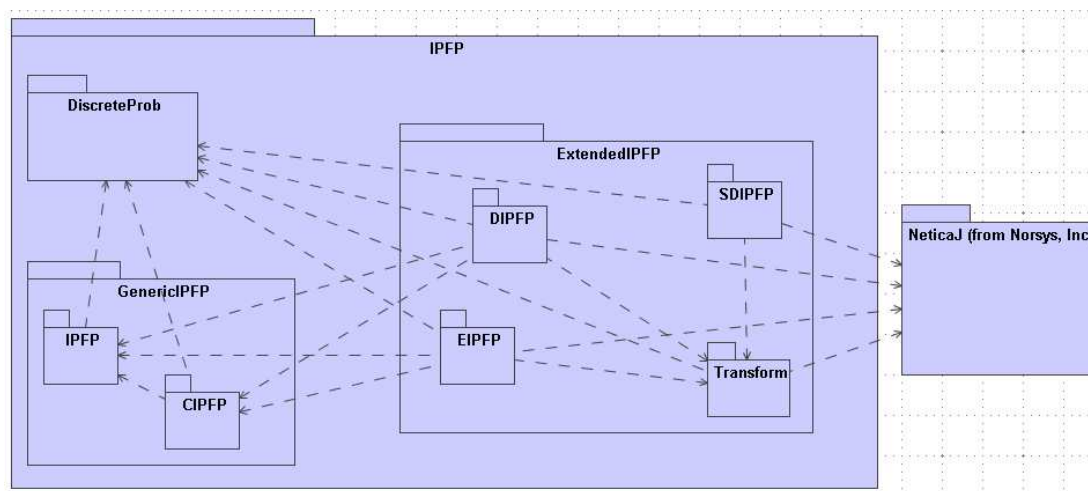 IPFP
DiscreteProb
ExtendedIPFP
SDIPFP
DIPFP
NeticaJ (from Norsys, Inc
GenericIPFP
IPFP
EIPFP
Transform
CIPFP